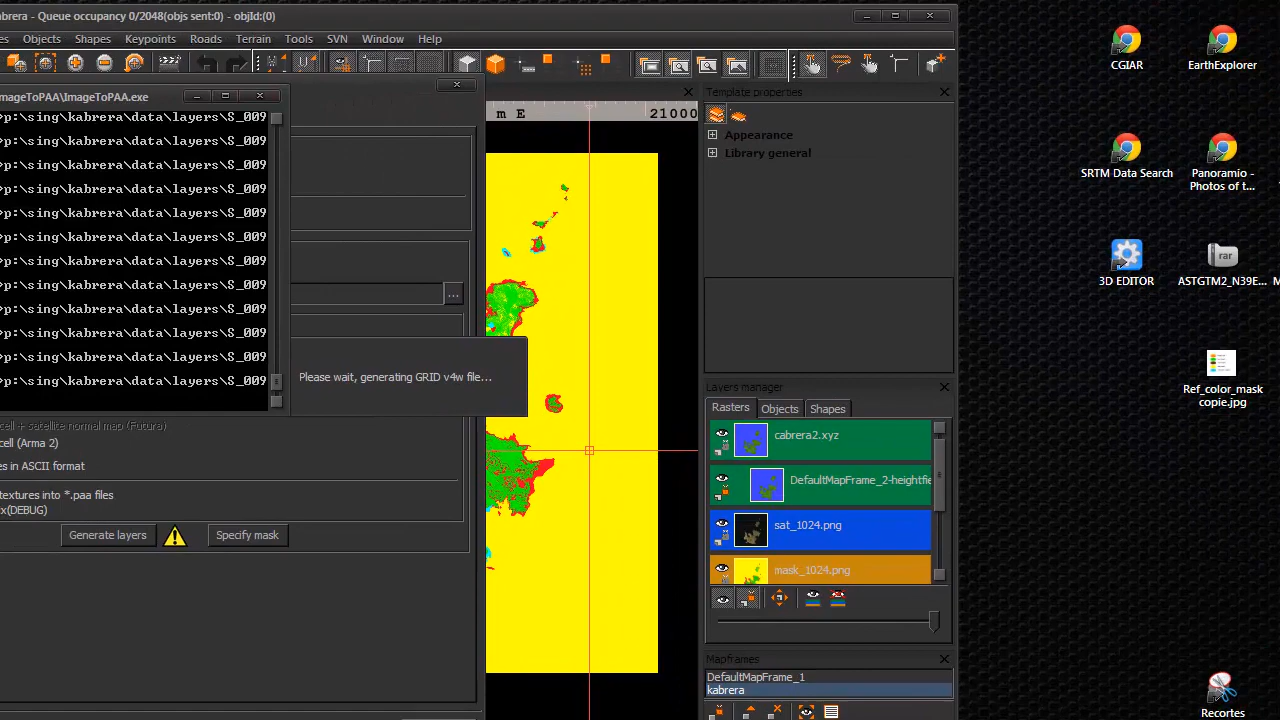 abrera - Queue occupancy 0/2048(objs sent:0) - objId:(0)
es Objects Shapes Keypoints Roads Terrain Tools SVN Window Help
mageToPAA\ImageToPAA.exe
>p:\sing\kabrera\data\layers\S_009
>p:\sing\kabrera\data\layers\S_009
>p:\sing\kabrera\data\layers\S_009
>p:\sing\kabrera\data\layers\S_009
>p:\sing\kabrera\data\layers\S_009
>p:\sing\kabrera\data\layers\S_009
>p:\sing\kabrera\data\layers\S_009
>p:\sing\kabrera\data\layers\S_009
>p:\sing\kabrera\data\layers\S_009
>p:\sing\kabrera\data\layers\S_009
>p:\sing\kabrera\data\layers\S_009
>p:\sing\kabrera\data\layers\S_009
...
Please wait, generating GRID v4w file...
cell + satellite normal map (Futura)
cell (Arma 2)
es in ASCII format
textures into *.paa files
x(DEBUG)
Generate layers
Specify mask
m E
21000
Template properties
Appearance
Library general
Layers manager
Rasters Objects Shapes
cabrera2.xyz
DefaultMapFrame_2-heightfie
sat_1024.png
mask_1024.png
Mapframes
DefaultMapFrame_1
kabrera
CGIAR
EarthExplorer
SRTM Data Search
Panoramio -
Photos of t...
3D EDITOR
rar
ASTGTM2_N39E...
Ref_color_mask
copie.jpg
Recortes